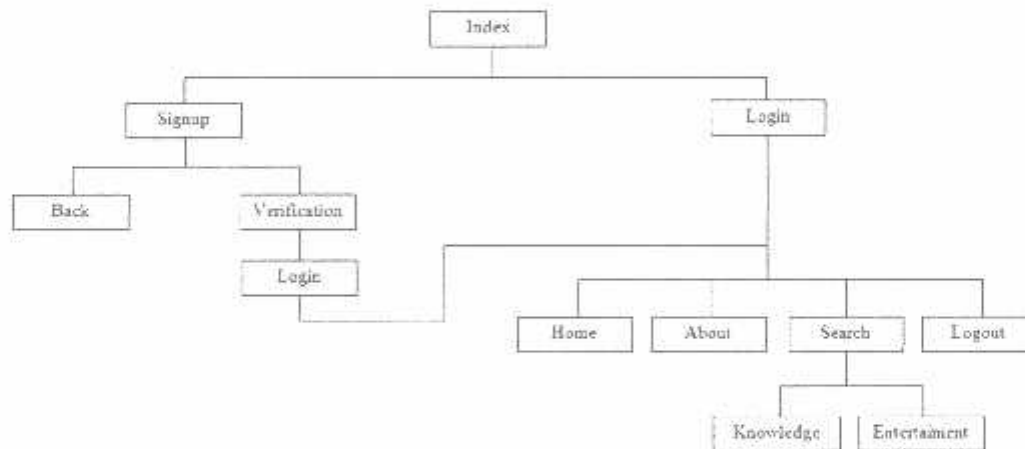 Index
Signup
Login
Back
Verification
Login
Home
About
Search
Logout
Knowledge
Entertaiment